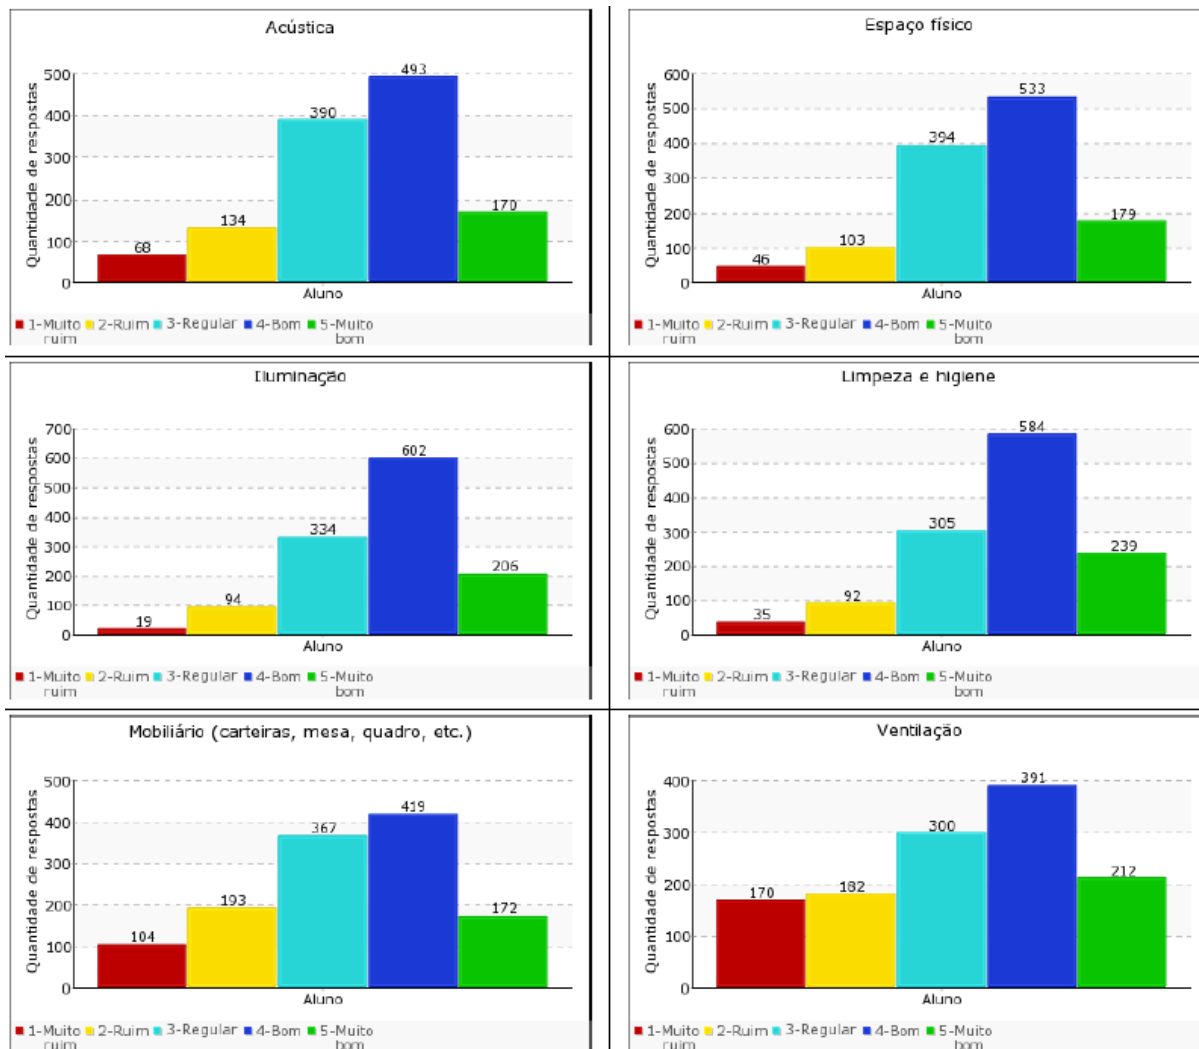 Acústica
Quantidade de respostas
500
400
300
200
100
0
68
134
390
493
170
Aluno
1-Muito ruim 2-Ruim 3-Regular 4-Bom 5-Muito bom
Espaço físico
Quantidade de respostas
600
500
400
300
200
100
0
46
103
394
533
179
Aluno
1-Muito ruim 2-Ruim 3-Regular 4-Bom 5-Muito bom
Iluminação
Quantidade de respostas
700
600
500
400
300
200
100
0
19
94
334
602
206
Aluno
1-Muito ruim 2-Ruim 3-Regular 4-Bom 5-Muito bom
Limpeza e higiene
Quantidade de respostas
600
500
400
300
200
100
0
35
92
305
584
239
Aluno
1-Muito ruim 2-Ruim 3-Regular 4-Bom 5-Muito bom
Mobiliário (carteiras, mesa, quadro, etc.)
Quantidade de respostas
500
400
300
200
100
0
104
193
367
419
172
Aluno
1-Muito ruim 2-Ruim 3-Regular 4-Bom 5-Muito bom
Ventilação
Quantidade de respostas
400
300
200
100
0
170
182
300
391
212
Aluno
1-Muito ruim 2-Ruim 3-Regular 4-Bom 5-Muito bom